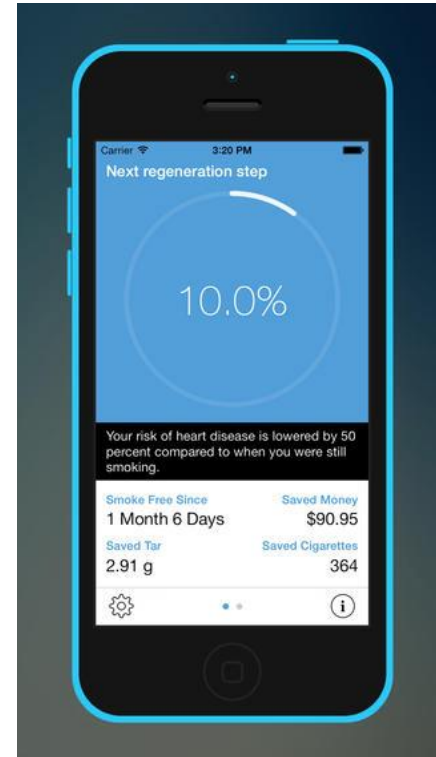 Carrier 3:20 PM
Next regeneration step
10.0%
Your risk of heart disease is lowered by 50
percent compared to when you were still
smoking.
Smoke Free Since Saved Money
1 Month 6 Days $90.95
Saved Tar Saved Cigarettes
2.91 g 364
i